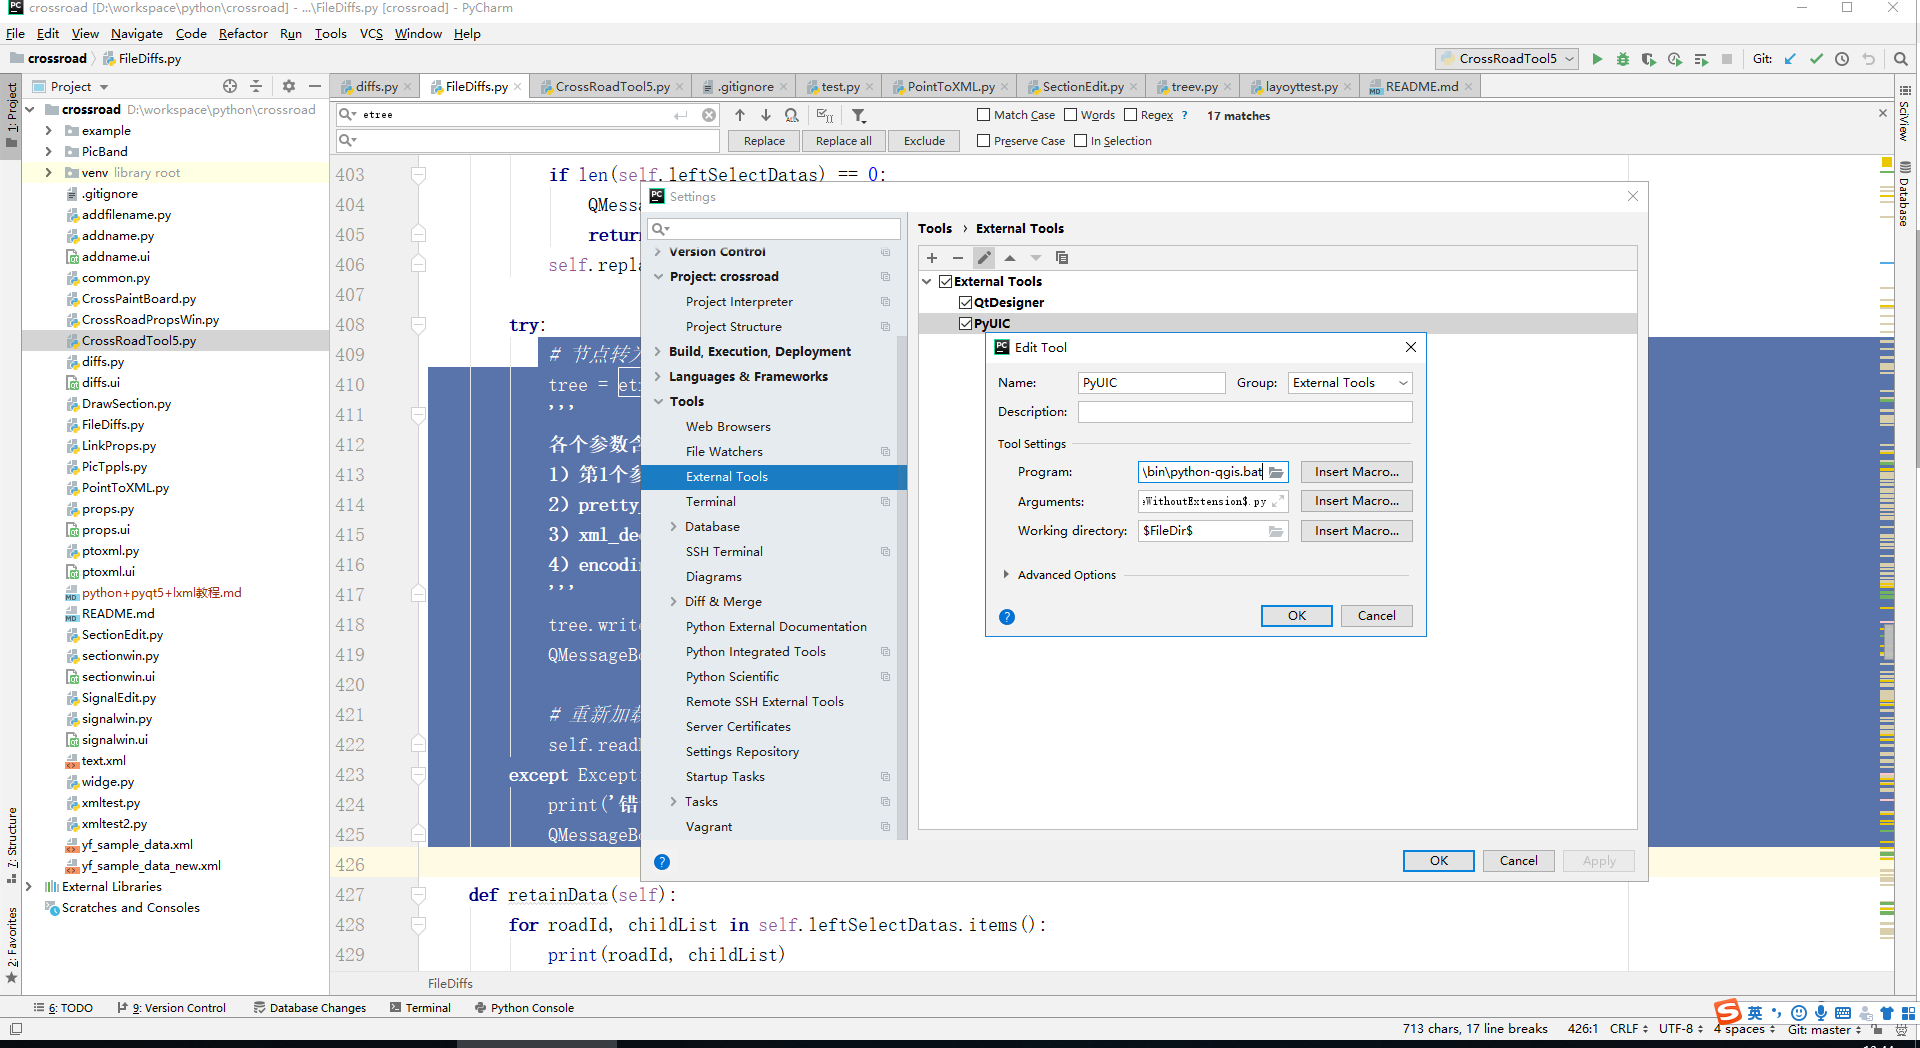 crossroad [D:\workspace\python\crossroad] - ...\FileDiffs.py [crossroad] - PyCharm
File Edit View Navigate Code Refactor Run Tools VCS Window Help
crossroad FileDiffs.py
CrossRoadTool5 Git:
Project
diffs.py FileDiffs.py CrossRoadTool5.py .gitignore test.py PointToXML.py SectionEdit.py treev.py layoyttest.py README.md
etree
Match Case Words Regex ? 17 matches
Replace Replace all Exclude Preserve Case In Selection
1: Project
7: Structure
2: Favorites
SciView
Database
crossroad D:\workspace\python\crossroad
example
PicBand
venv library root
.gitignore
addfilename.py
addname.py
addname.ui
common.py
CrossPaintBoard.py
CrossRoadPropsWin.py
CrossRoadTool5.py
diffs.py
diffs.ui
DrawSection.py
FileDiffs.py
LinkProps.py
PicTppls.py
PointToXML.py
props.py
props.ui
ptoxml.py
ptoxml.ui
python+pyqt5+lxml教程.md
README.md
SectionEdit.py
sectionwin.py
sectionwin.ui
SignalEdit.py
signalwin.py
signalwin.ui
text.xml
widge.py
xmltest.py
xmltest2.py
yf_sample_data.xml
yf_sample_data_new.xml
External Libraries
Scratches and Consoles
403 if len(self.leftSelectDatas) == 0:
404 QMessa
405 return
406 self.repla
407
408 try:
409 # 节点转为
410 tree = etr
411 '''
412 各个参数含
413 1）第1个参
414 2）pretty_
415 3）xml_dec
416 4）encodin
417 '''
418 tree.write
419 QMessageBo
420
421 # 重新加载
422 self.readF
423 except Excepti
424 print('错
425 QMessageBo
426
427 def retainData(self):
428 for roadId, childList in self.leftSelectDatas.items():
429 print(roadId, childList)
FileDiffs
Settings
Version Control
Project: crossroad
Project Interpreter
Project Structure
Build, Execution, Deployment
Languages & Frameworks
Tools
Web Browsers
File Watchers
External Tools
Terminal
Database
SSH Terminal
Diagrams
Diff & Merge
Python External Documentation
Python Integrated Tools
Python Scientific
Remote SSH External Tools
Server Certificates
Settings Repository
Startup Tasks
Tasks
Vagrant
Tools › External Tools
External Tools
QtDesigner
PyUIC
Edit Tool
Name: PyUIC Group: External Tools
Description:
Tool Settings
Program: \bin\python-qgis.bat Insert Macro...
Arguments: WithoutExtension$.py Insert Macro...
Working directory: $FileDir$ Insert Macro...
Advanced Options
? OK Cancel
? OK Cancel Apply
6: TODO 9: Version Control Database Changes Terminal Python Console
713 chars, 17 line breaks 426:1 CRLF UTF-8 4 spaces Git: master
S 英